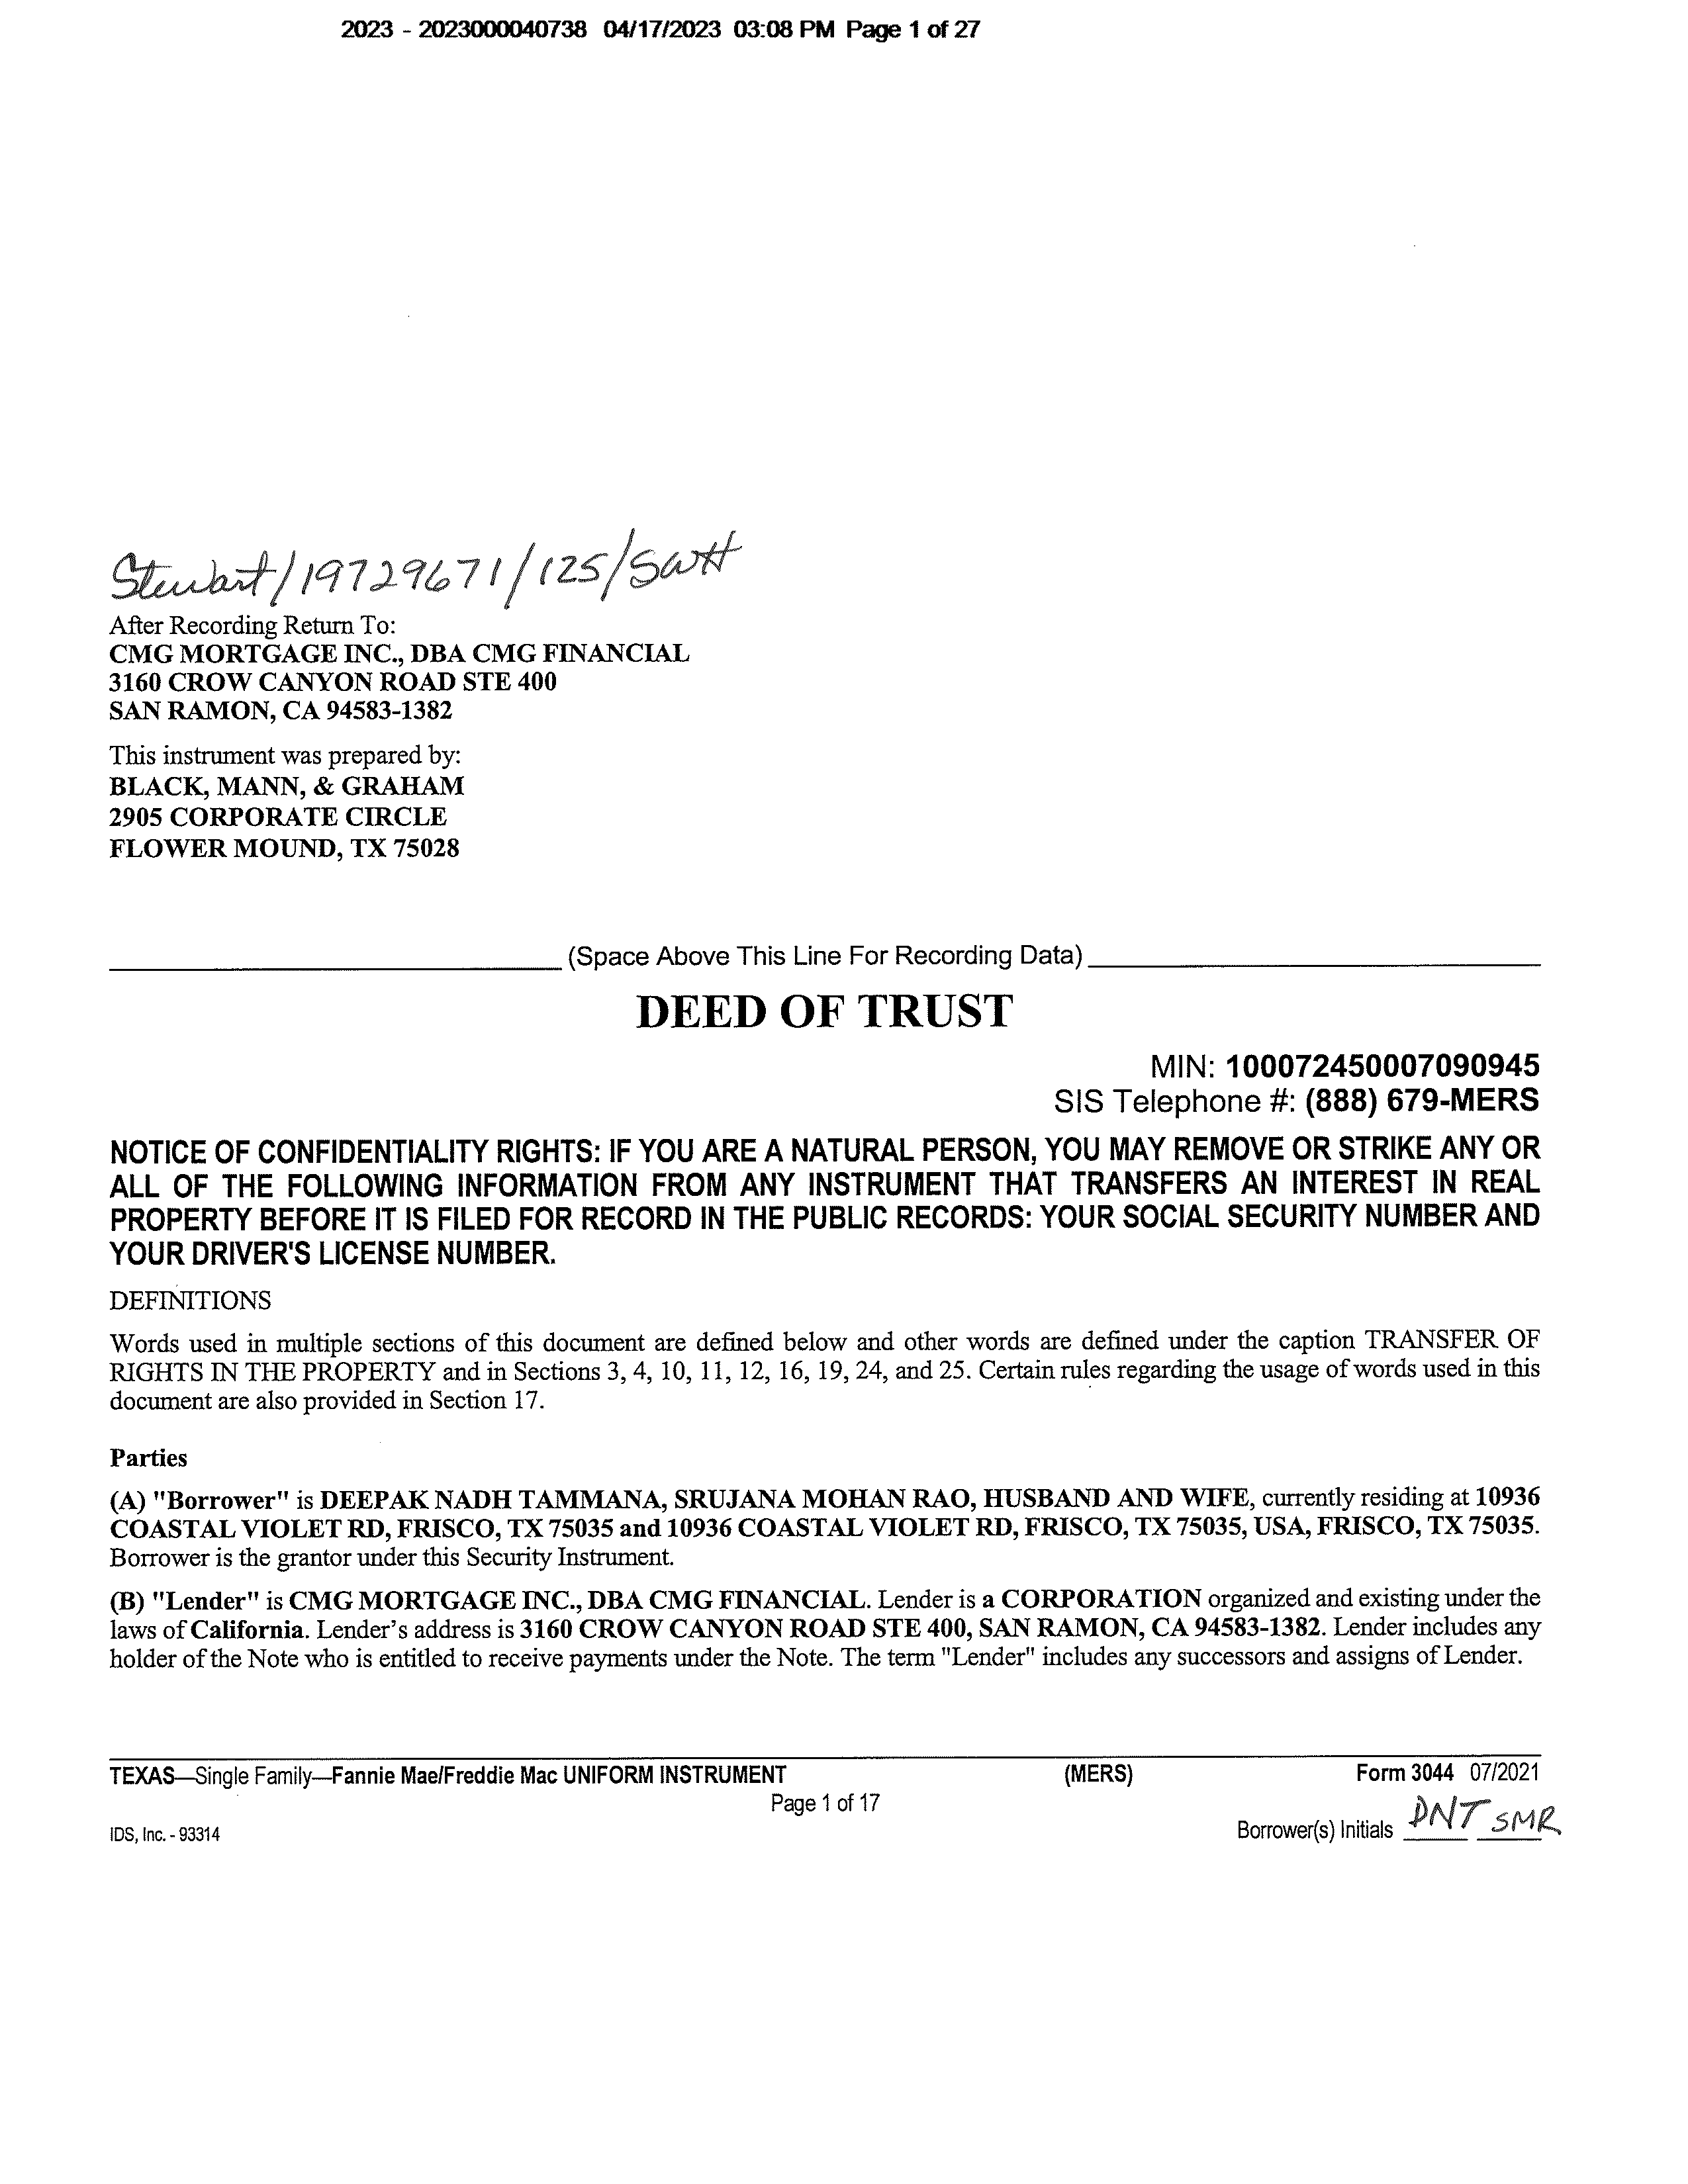 2023 - 2023000040738 04/17/2023 03:08 PM Page 1 of 27
Stewart/19729671/125/Swtt
After Recording Return To:
CMG MORTGAGE INC., DBA CMG FINANCIAL
3160 CROW CANYON ROAD STE 400
SAN RAMON, CA 94583-1382
This instrument was prepared by:
BLACK, MANN, & GRAHAM
2905 CORPORATE CIRCLE
FLOWER MOUND, TX 75028
(Space Above This Line For Recording Data)
DEED OF TRUST
MIN: 100072450007090945
SIS Telephone #: (888) 679-MERS
NOTICE OF CONFIDENTIALITY RIGHTS: IF YOU ARE A NATURAL PERSON, YOU MAY REMOVE OR STRIKE ANY OR
ALL OF THE FOLLOWING INFORMATION FROM ANY INSTRUMENT THAT TRANSFERS AN INTEREST IN REAL
PROPERTY BEFORE IT IS FILED FOR RECORD IN THE PUBLIC RECORDS: YOUR SOCIAL SECURITY NUMBER AND
YOUR DRIVER'S LICENSE NUMBER.
DEFINITIONS
Words used in multiple sections of this document are defined below and other words are defined under the caption TRANSFER OF
RIGHTS IN THE PROPERTY and in Sections 3, 4, 10, 11, 12, 16, 19, 24, and 25. Certain rules regarding the usage of words used in this
document are also provided in Section 17.
Parties
(A) "Borrower" is DEEPAK NADH TAMMANA, SRUJANA MOHAN RAO, HUSBAND AND WIFE, currently residing at 10936
COASTAL VIOLET RD, FRISCO, TX 75035 and 10936 COASTAL VIOLET RD, FRISCO, TX 75035, USA, FRISCO, TX 75035.
Borrower is the grantor under this Security Instrument.
(B) "Lender" is CMG MORTGAGE INC., DBA CMG FINANCIAL. Lender is a CORPORATION organized and existing under the
laws of California. Lender's address is 3160 CROW CANYON ROAD STE 400, SAN RAMON, CA 94583-1382. Lender includes any
holder of the Note who is entitled to receive payments under the Note. The term "Lender" includes any successors and assigns of Lender.
TEXAS—Single Family—Fannie Mae/Freddie Mac UNIFORM INSTRUMENT (MERS) Form 3044 07/2021
Page 1 of 17
IDS, Inc. - 93314 Borrower(s) Initials DNT SMR